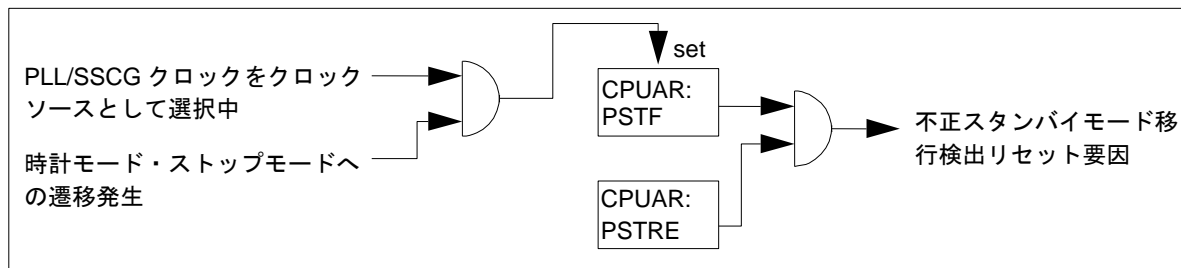 PLL/SSCG クロックをクロック
ソースとして選択中
時計モード・ストップモードへ
の遷移発生
set
CPUAR:
PSTF
CPUAR:
PSTRE
不正スタンバイモード移
行検出リセット要因